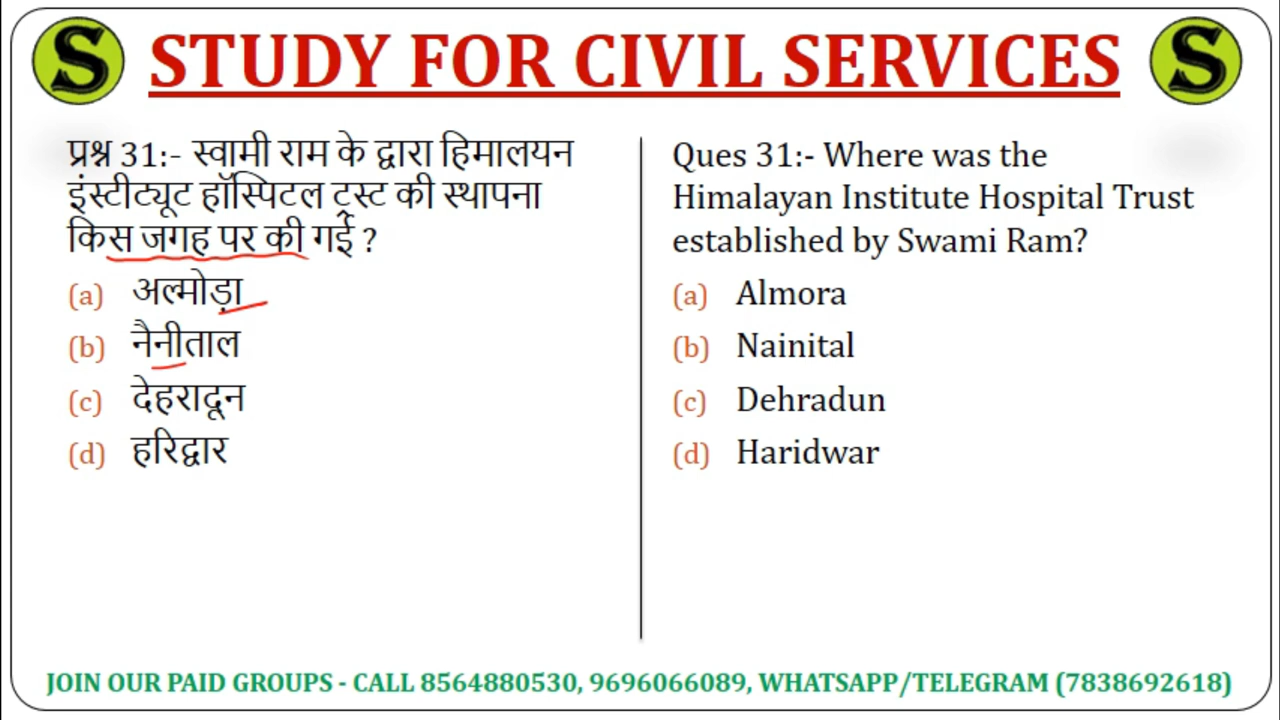 S STUDY FOR CIVIL SERVICES S
प्रश्न 31:- स्वामी राम के द्वारा हिमालयन
इंस्टीट्यूट हॉस्पिटल ट्रस्ट की स्थापना
किस जगह पर की गई ?
(a) अल्मोड़ा
(b) नैनीताल
(c) देहरादून
(d) हरिद्वार
Ques 31:- Where was the
Himalayan Institute Hospital Trust
established by Swami Ram?
(a) Almora
(b) Nainital
(c) Dehradun
(d) Haridwar
JOIN OUR PAID GROUPS - CALL 8564880530, 9696066089, WHATSAPP/TELEGRAM (7838692618)